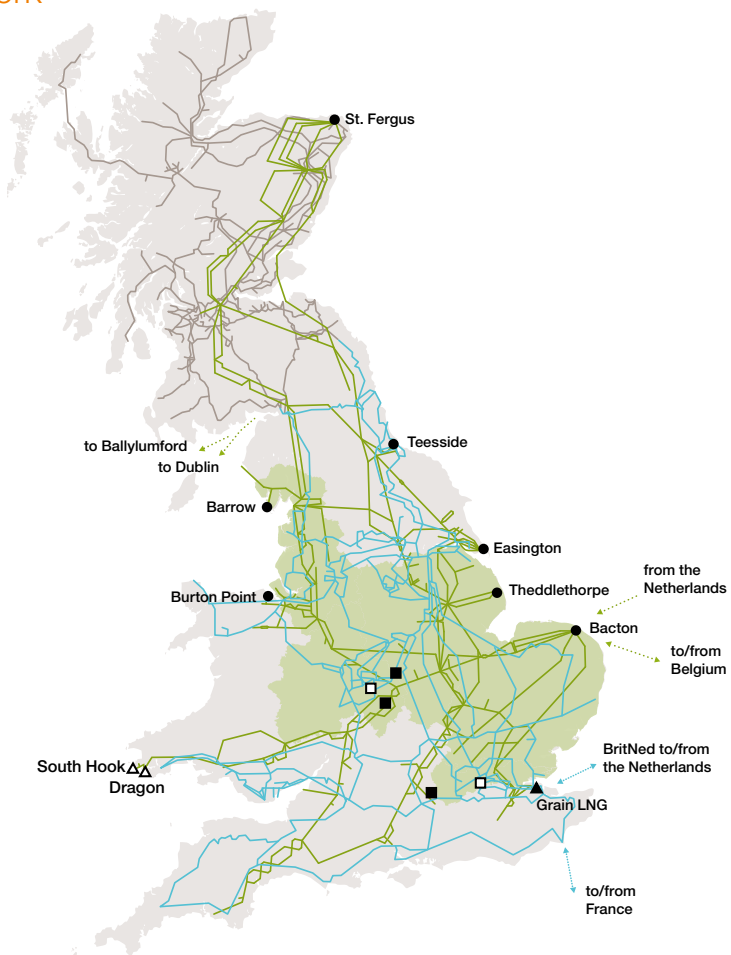 St. Fergus
to Ballylumford
to Dublin
Teesside
Barrow
Easington
Burton Point
Theddlethorpe
from the
Netherlands
Bacton
to/from
Belgium
South Hook
Dragon
BritNed to/from
the Netherlands
Grain LNG
to/from
France